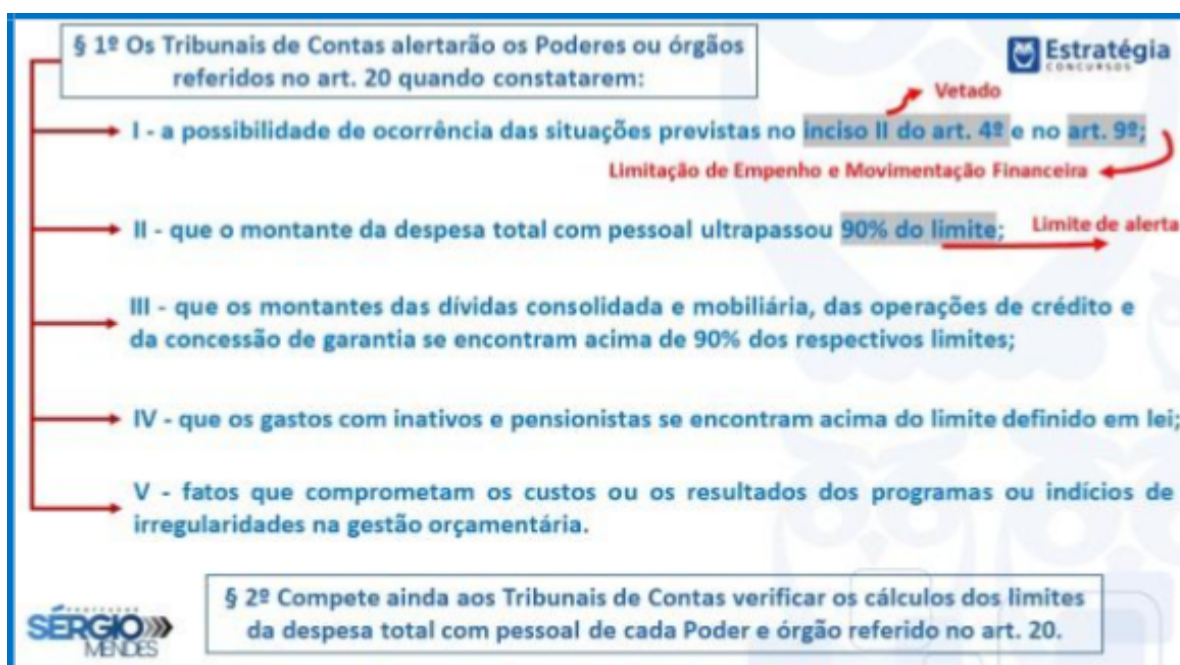 § 1º Os Tribunais de Contas alertarão os Poderes ou órgãos
referidos no art. 20 quando constatarem:
Estratégia
CONCURSOS
Vetado
I - a possibilidade de ocorrência das situações previstas no inciso II do art. 4º e no art. 9º;
Limitação de Empenho e Movimentação Financeira
II - que o montante da despesa total com pessoal ultrapassou 90% do limite;
Limite de alerta
III - que os montantes das dívidas consolidada e mobiliária, das operações de crédito e
da concessão de garantia se encontram acima de 90% dos respectivos limites;
IV - que os gastos com inativos e pensionistas se encontram acima do limite definido em lei;
V - fatos que comprometam os custos ou os resultados dos programas ou indícios de
irregularidades na gestão orçamentária.
§ 2º Compete ainda aos Tribunais de Contas verificar os cálculos dos limites
da despesa total com pessoal de cada Poder e órgão referido no art. 20.
PROFESSOR
SÉRGIO
MENDES